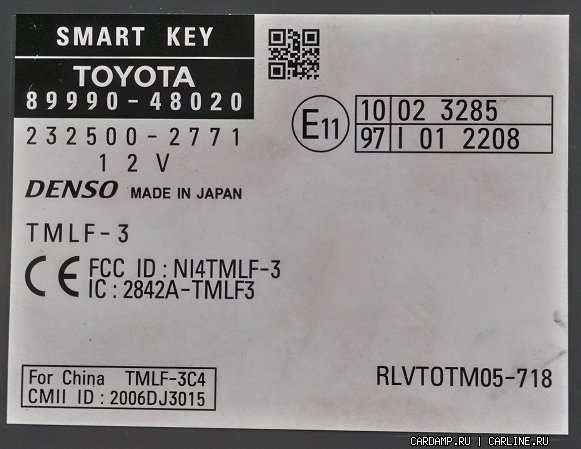 SMART KEY
TOYOTA
89990-48020
232500-2771
12V
DENSO MADE IN JAPAN
E11
10 02 3285
97 I 01 2208
TMLF-3
CE FCC ID : NI4TMLF-3
IC : 2842A-TMLF3
For China TMLF-3C4
CMII ID : 2006DJ3015
RLVTOTM05-718
CARDAMP.RU | CARLINE.RU